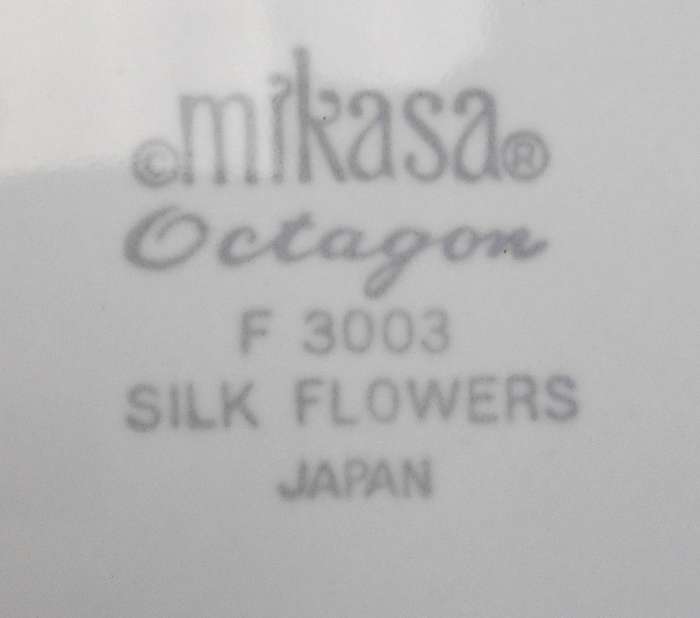 ©mikasa®
Octagon
F 3003
SILK FLOWERS
JAPAN